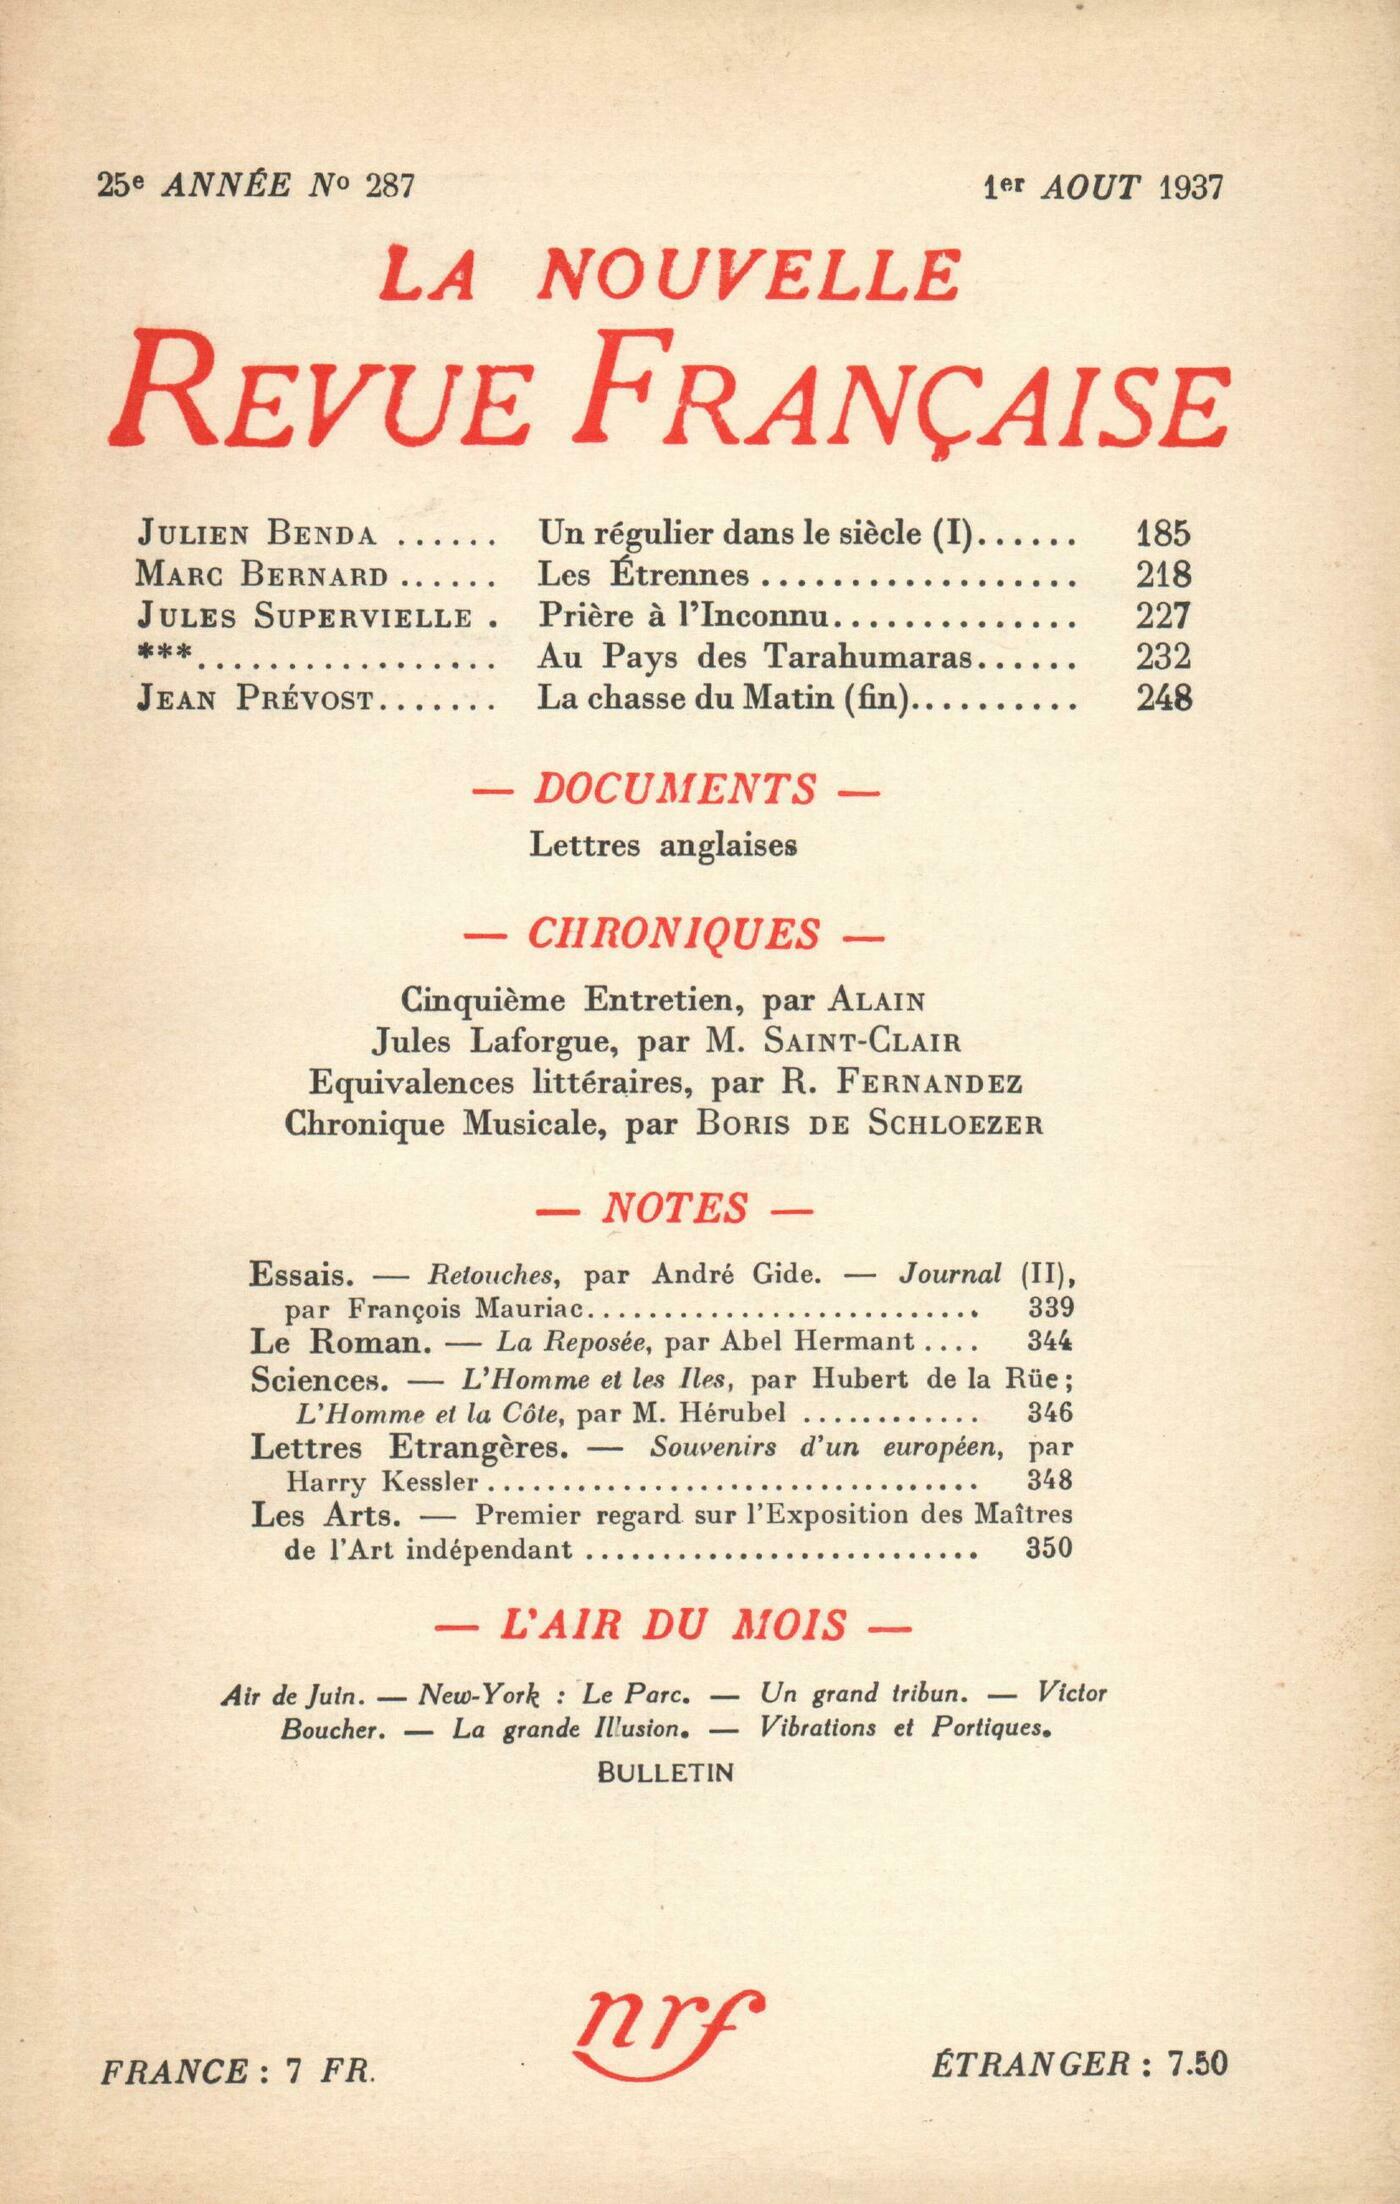 25e ANNÉE No 287 1er AOUT 1937
LA NOUVELLE
REVUE FRANÇAISE
JULIEN BENDA ...... Un régulier dans le siècle (I)...... 185
MARC BERNARD ...... Les Étrennes .................. 218
JULES SUPERVIELLE . Prière à l'Inconnu.............. 227
***................. Au Pays des Tarahumaras...... 232
JEAN PRÉVOST....... La chasse du Matin (fin).......... 248
— DOCUMENTS —
Lettres anglaises
— CHRONIQUES —
Cinquième Entretien, par ALAIN
Jules Laforgue, par M. SAINT-CLAIR
Equivalences littéraires, par R. FERNANDEZ
Chronique Musicale, par BORIS DE SCHLOEZER
— NOTES —
Essais. — Retouches, par André Gide. — Journal (II),
par François Mauriac.......................... 339
Le Roman. — La Reposée, par Abel Hermant .... 344
Sciences. — L'Homme et les Iles, par Hubert de la Rüe;
L'Homme et la Côte, par M. Hérubel ............ 346
Lettres Etrangères. — Souvenirs d'un européen, par
Harry Kessler ................................. 348
Les Arts. — Premier regard sur l'Exposition des Maîtres
de l'Art indépendant .......................... 350
— L'AIR DU MOIS —
Air de Juin. — New-York : Le Parc. — Un grand tribun. — Victor
Boucher. — La grande Illusion. — Vibrations et Portiques.
BULLETIN
nrf
FRANCE : 7 FR. ÉTRANGER : 7.50